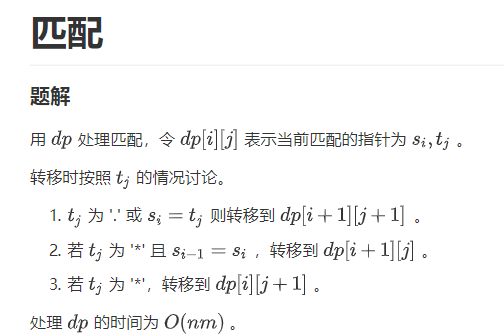 匹配
题解
用 dp 处理匹配，令 dp[i][j] 表示当前匹配的指针为 s_i, t_j 。
转移时按照 t_j 的情况讨论。
1. t_j 为 '.' 或 s_i = t_j 则转移到 dp[i + 1][j + 1] 。
2. 若 t_j 为 '*' 且 s_{i-1} = s_i ，转移到 dp[i + 1][j] 。
3. 若 t_j 为 '*'，转移到 dp[i][j + 1] 。
处理 dp 的时间为 O(nm) 。